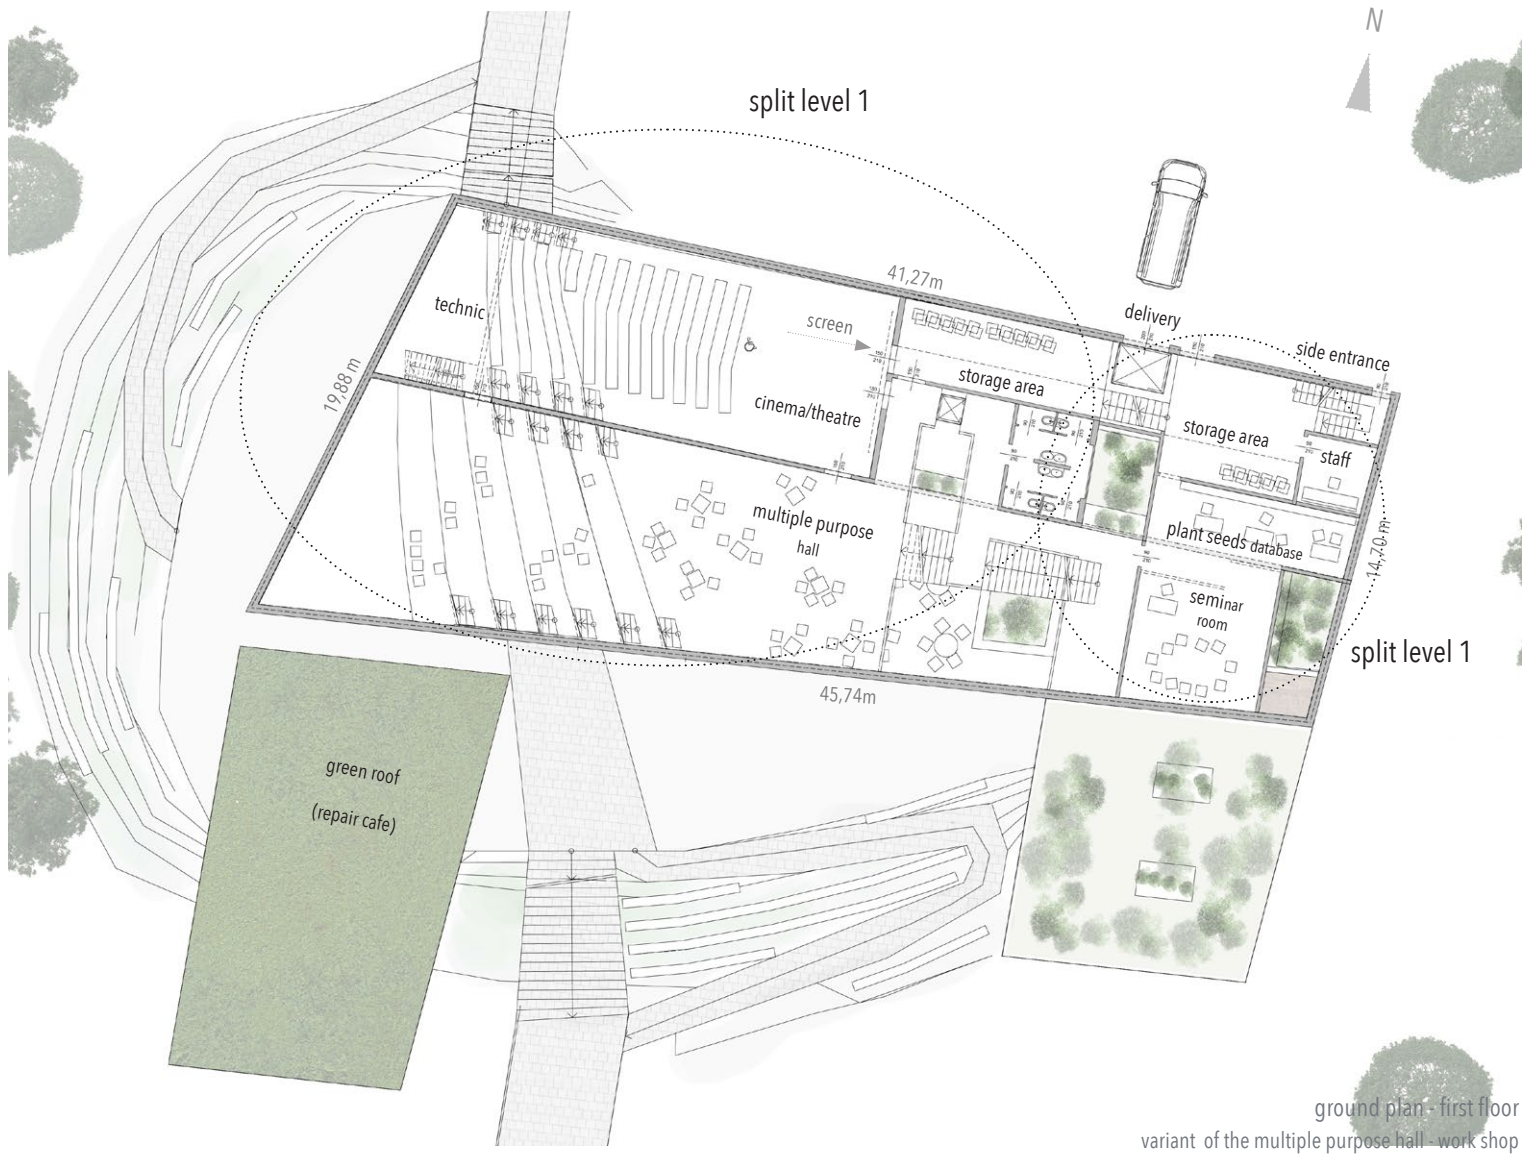 N
split level 1
41,27m
delivery
technic
screen
side entrance
19,88 m
storage area
cinema/theatre
storage area
staff
multiple purpose
hall
plant seeds database
14,70 m
seminar
room
split level 1
45,74m
green roof
(repair cafe)
ground plan - first floor
variant of the multiple purpose hall - work shop